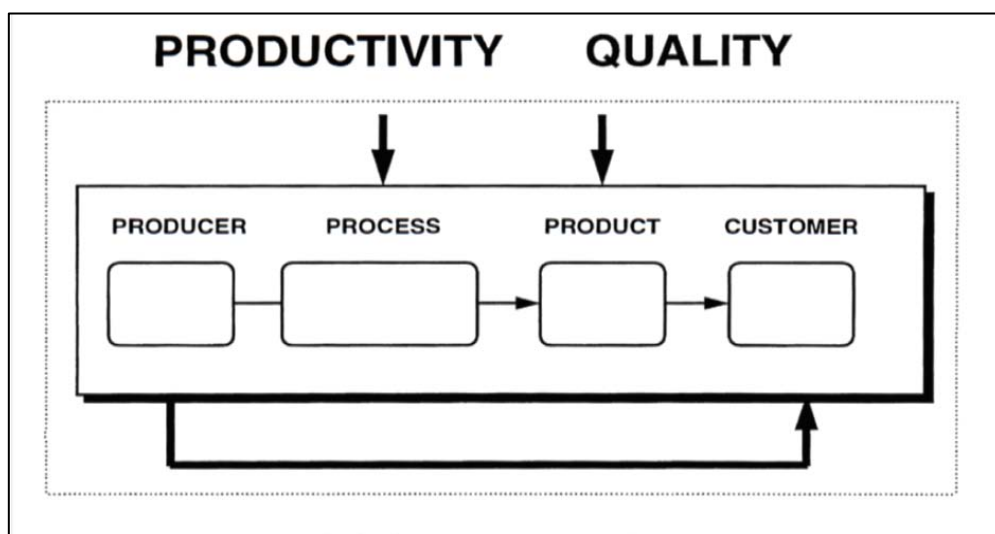 PRODUCTIVITY QUALITY
PRODUCER PROCESS PRODUCT CUSTOMER